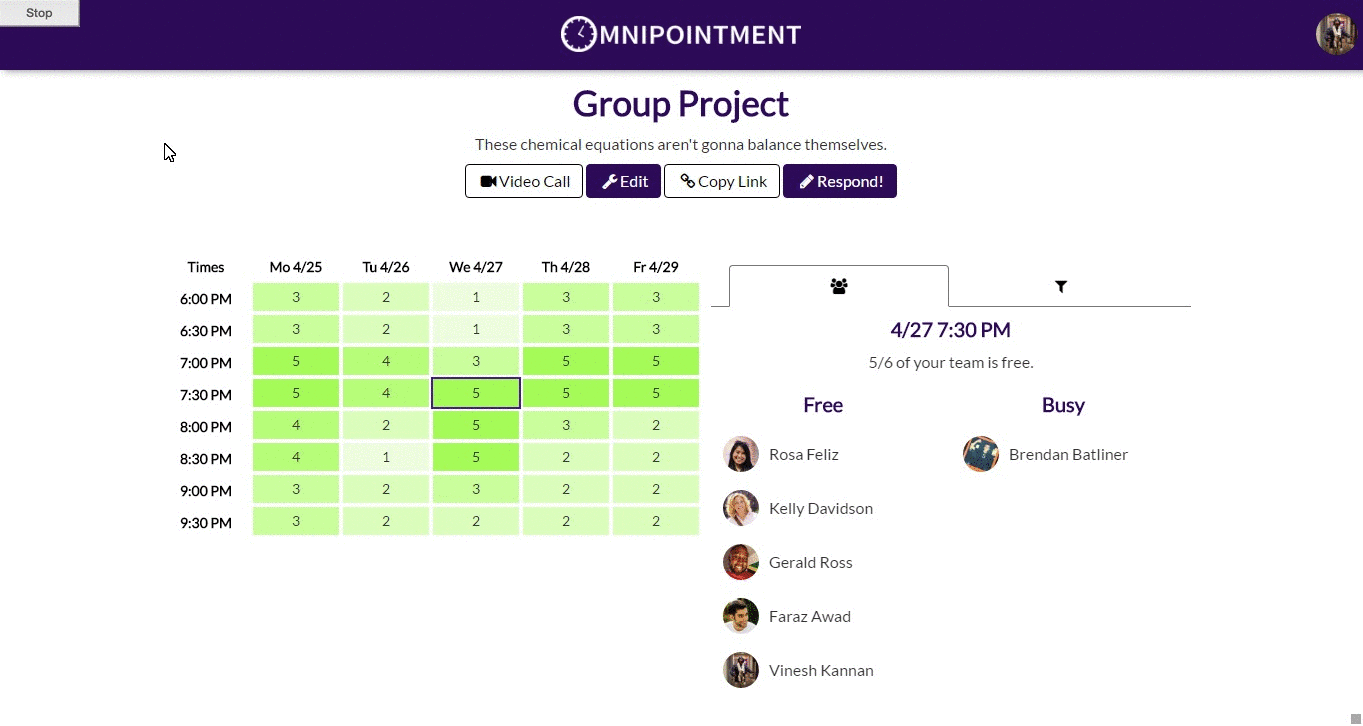 Stop
MNIPOINTMENT
Group Project
These chemical equations aren't gonna balance themselves.
Video Call Edit Copy Link Respond!
Times Mo 4/25 Tu 4/26 We 4/27 Th 4/28 Fr 4/29
6:00 PM 3 2 1 3 3
6:30 PM 3 2 1 3 3
7:00 PM 5 4 3 5 5
7:30 PM 5 4 5 5 5
8:00 PM 4 2 5 3 2
8:30 PM 4 1 5 2 2
9:00 PM 3 2 3 2 2
9:30 PM 3 2 2 2 2
4/27 7:30 PM
5/6 of your team is free.
Free Busy
Rosa Feliz Brendan Batliner
Kelly Davidson
Gerald Ross
Faraz Awad
Vinesh Kannan